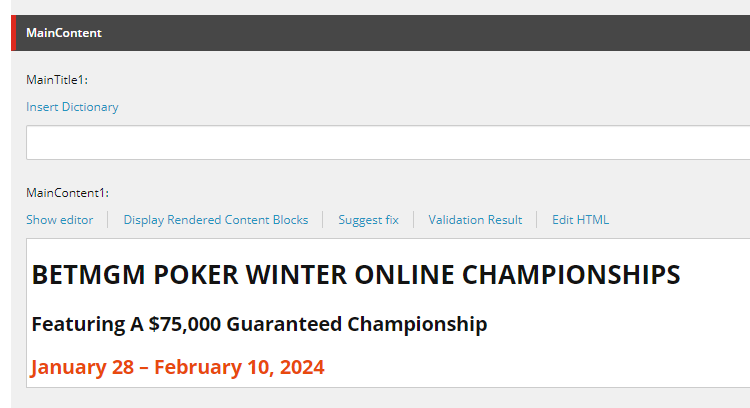 MainContent
MainTitle1:
Insert Dictionary
MainContent1:
Show editor Display Rendered Content Blocks Suggest fix Validation Result Edit HTML
BETMGM POKER WINTER ONLINE CHAMPIONSHIPS
Featuring A $75,000 Guaranteed Championship
January 28 – February 10, 2024